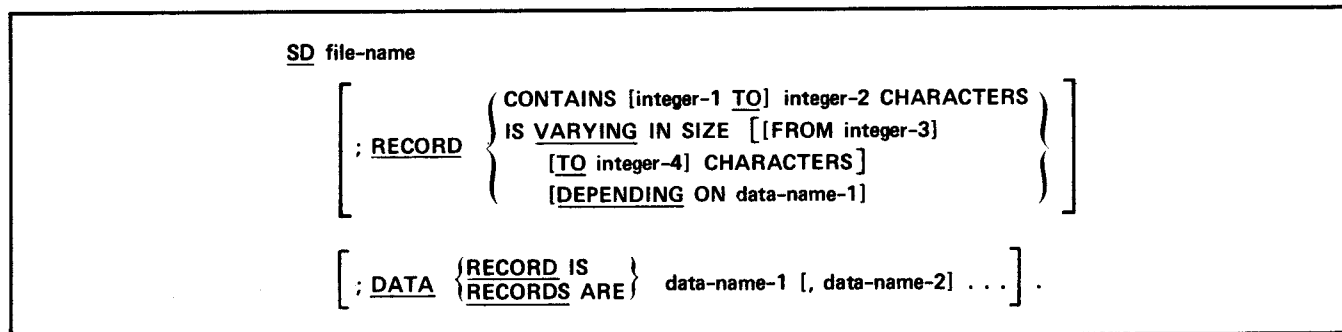 SD file-name
; RECORD { CONTAINS [integer-1 TO] integer-2 CHARACTERS
IS VARYING IN SIZE [[FROM integer-3]
[TO integer-4] CHARACTERS]
[DEPENDING ON data-name-1]
[; DATA {RECORD IS
RECORDS ARE} data-name-1 [, data-name-2] . . . ] .